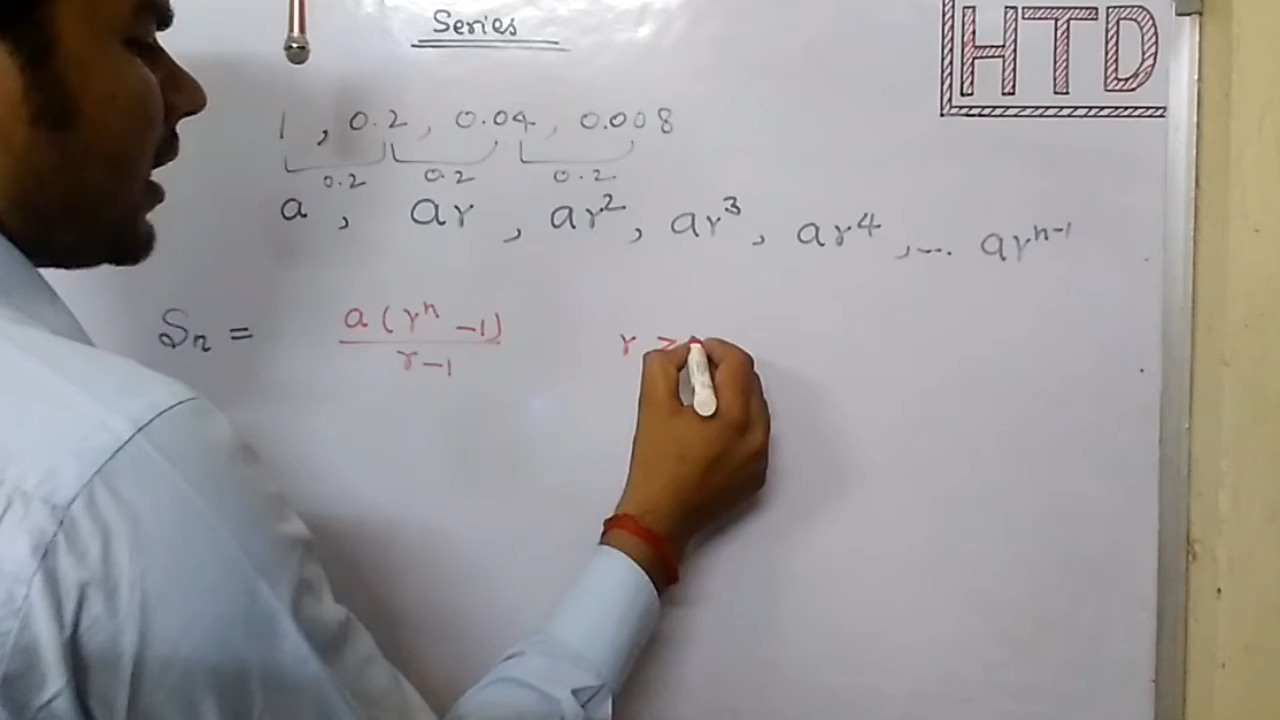 Series
HTD
1, 0.2, 0.04, 0.008
0.2 0.2 0.2
a, ar, ar², ar³, ar⁴, ... arⁿ⁻¹
Sₙ = a(rⁿ - 1) / r - 1 r >